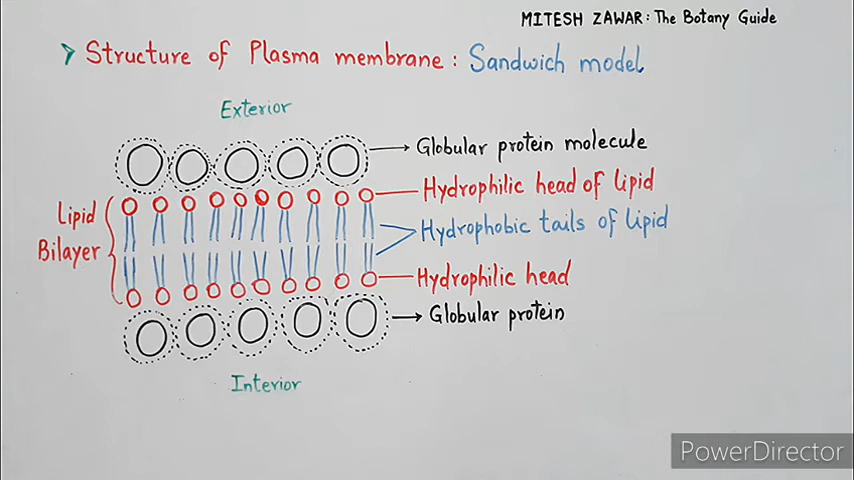 MITESH ZAWAR: The Botany Guide
Structure of Plasma membrane: Sandwich model
Exterior
Globular protein molecule
Hydrophilic head of lipid
Lipid
Bilayer
Hydrophobic tails of lipid
Hydrophilic head
Globular protein
Interior
PowerDirector